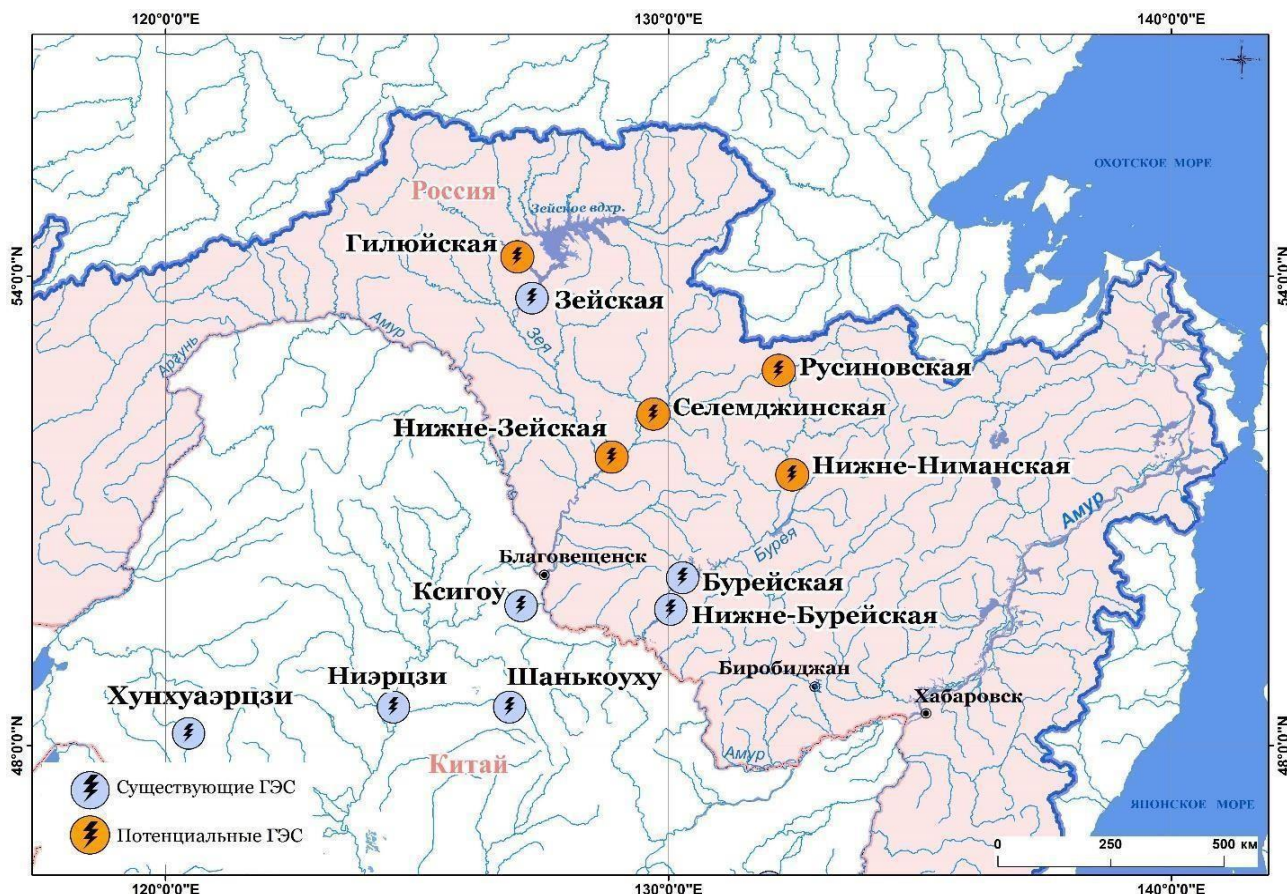 120°0'0"E
130°0'0"E
140°0'0"E
ОХОТСКОЕ МОРЕ
Россия
Зейское вдхр.
Гилюйская
54°0'0"N
54°0'0"N
Зейская
Амур
Зея
Аргунь
Русиновская
Селемджинская
Нижне-Зейская
Нижне-Ниманская
Амур
Бурея
Благовещенск
Бурейская
Ксигоу
Нижне-Бурейская
Биробиджан
Ниэрцзи
Шанькоуху
Хунхуаэрцзи
Хабаровск
48°0'0"N
48°0'0"N
Амур
Китай
Существующие ГЭС
ЯПОНСКОЕ МОРЕ
Потенциальные ГЭС
0 250 500 км
120°0'0"E
130°0'0"E
140°0'0"E